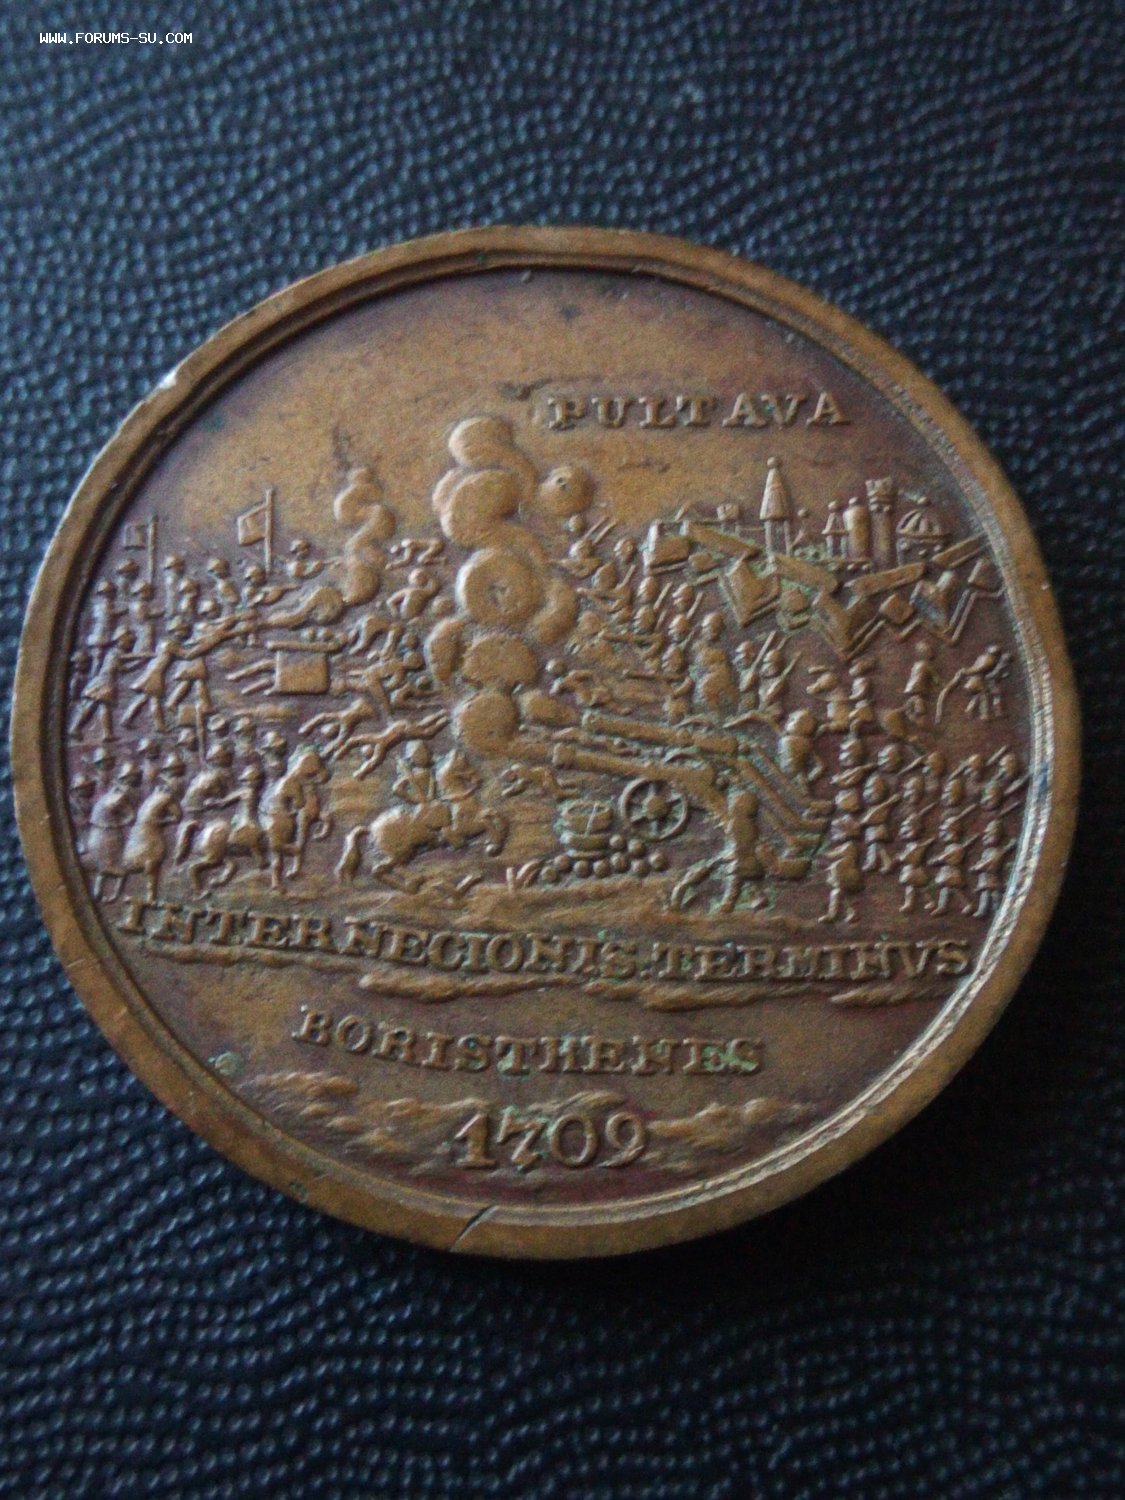 WWW.FORUMS-SU.COM
PULTAVA
INTERNECIONIS. TERMINVS
BORISTHENES
1709